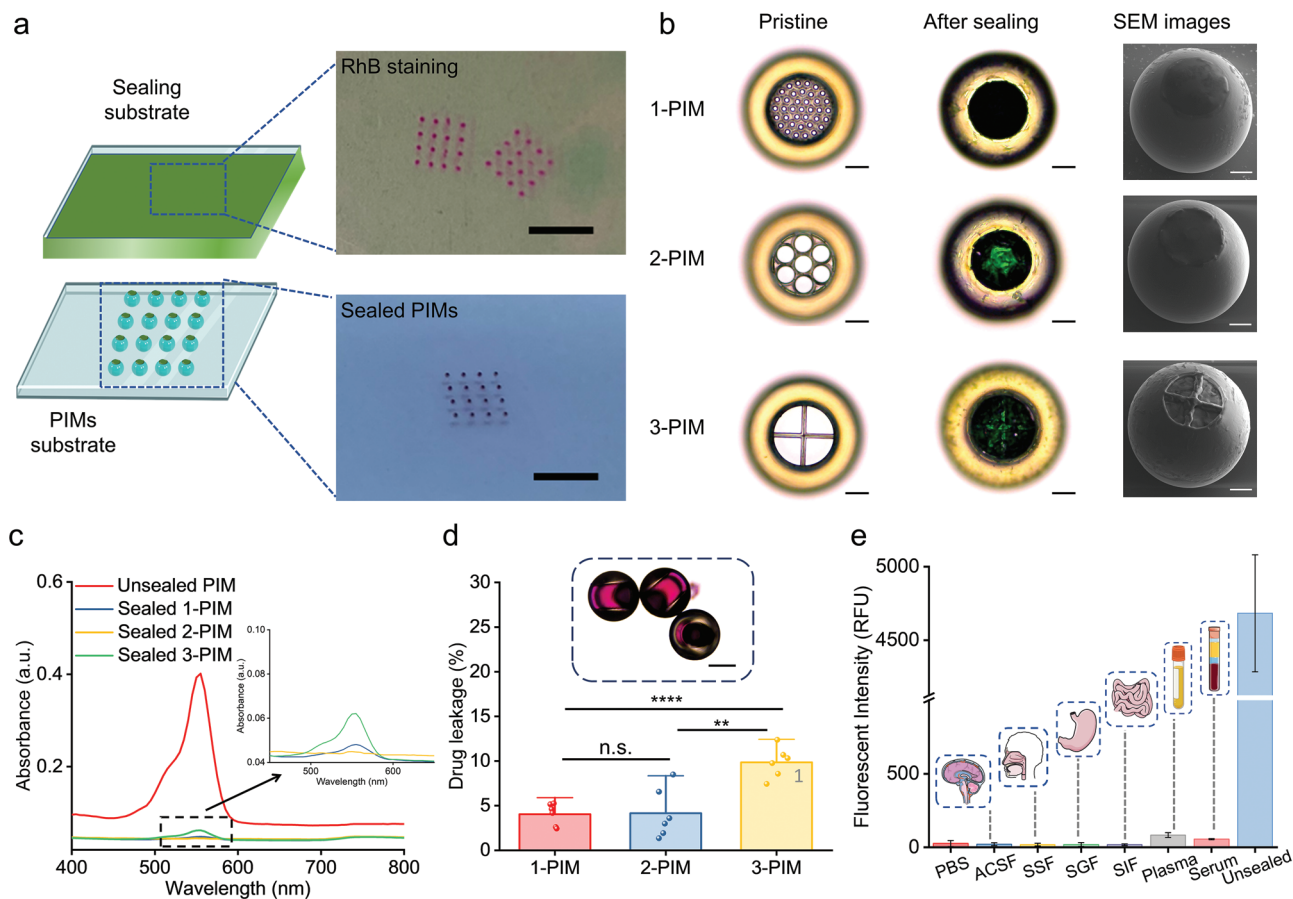 a
Sealing
substrate
RhB staining
PIMs
substrate
Sealed PIMs
b
Pristine
After sealing
SEM images
1-PIM
2-PIM
3-PIM
c
Absorbance (a.u.)
0.6
0.4
0.2
Unsealed PIM
Sealed 1-PIM
Sealed 2-PIM
Sealed 3-PIM
Absorbance (a.u.)
0.10
0.08
0.06
0.04
500
600
Wavelength (nm)
400
500
600
700
800
Wavelength (nm)
d
Drug leakage (%)
30
25
20
15
10
5
0
****
**
n.s.
1
1-PIM
2-PIM
3-PIM
e
Fluorescent Intensity (RFU)
5000
4500
500
0
PBS
ACSF
SSF
SGF
SIF
Plasma
Serum
Unsealed